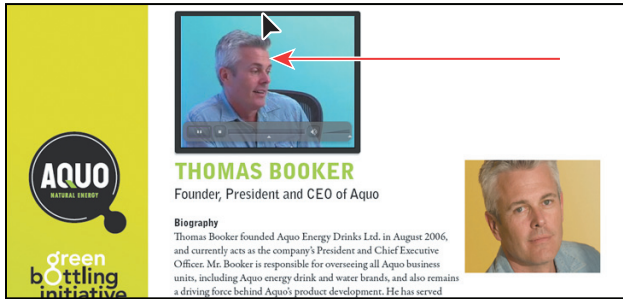 AQUO
NATURAL ENERGY
green
bottling
initiative
THOMAS BOOKER
Founder, President and CEO of Aquo
Biography
Thomas Booker founded Aquo Energy Drinks Ltd. in August 2006,
and currently acts as the company's President and Chief Executive
Officer. Mr. Booker is responsible for overseeing all Aquo business
units, including Aquo energy drink and water brands, and also remains
a driving force behind Aquo's product development. He has served